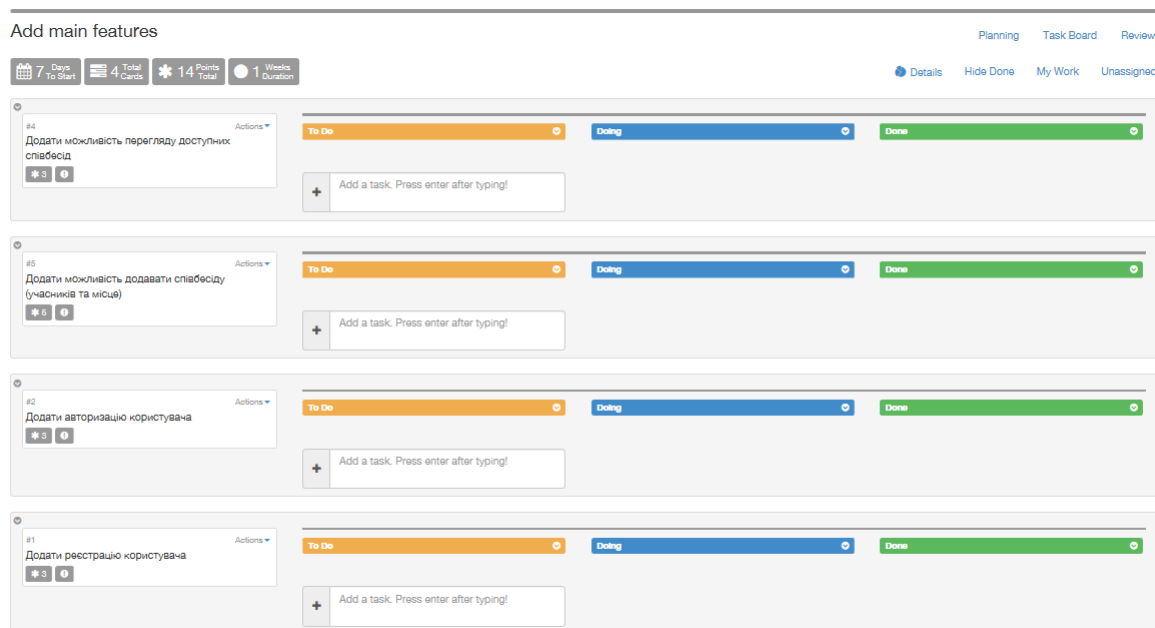 Add main features
Planning Task Board Review
7 Days To Start 4 Total Cards 14 Points Total 1 Weeks Duration
Details Hide Done My Work Unassigned
#4 Actions
Додати можливість перегляду доступних
співбесід
3
To Do Doing Done
Add a task. Press enter after typing!
#5 Actions
Додати можливість додавати співбесіду
(учасників та місце)
To Do Doing Done
Add a task. Press enter after typing!
#2 Actions
Додати авторизацію користувача
3
To Do Doing Done
Add a task. Press enter after typing!
#1 Actions
Додати реєстрацію користувача
3
To Do Doing Done
Add a task. Press enter after typing!